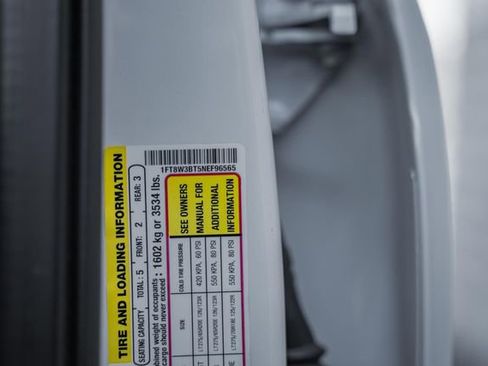 1FT8W3BT5NEF96565
TIRE AND LOADING INFORMATION
SEATING CAPACITY TOTAL: 5 FRONT: 2 REAR: 3
bined weight of occupants
cargo should never exceed : 1602 kg or 3534 lbs.
SEE OWNERS
MANUAL FOR
ADDITIONAL
INFORMATION
SIZE COLD TIRE PRESSURE
420 KPA, 60 PSI
550 KPA, 80 PSI
550 KPA, 80 PSI